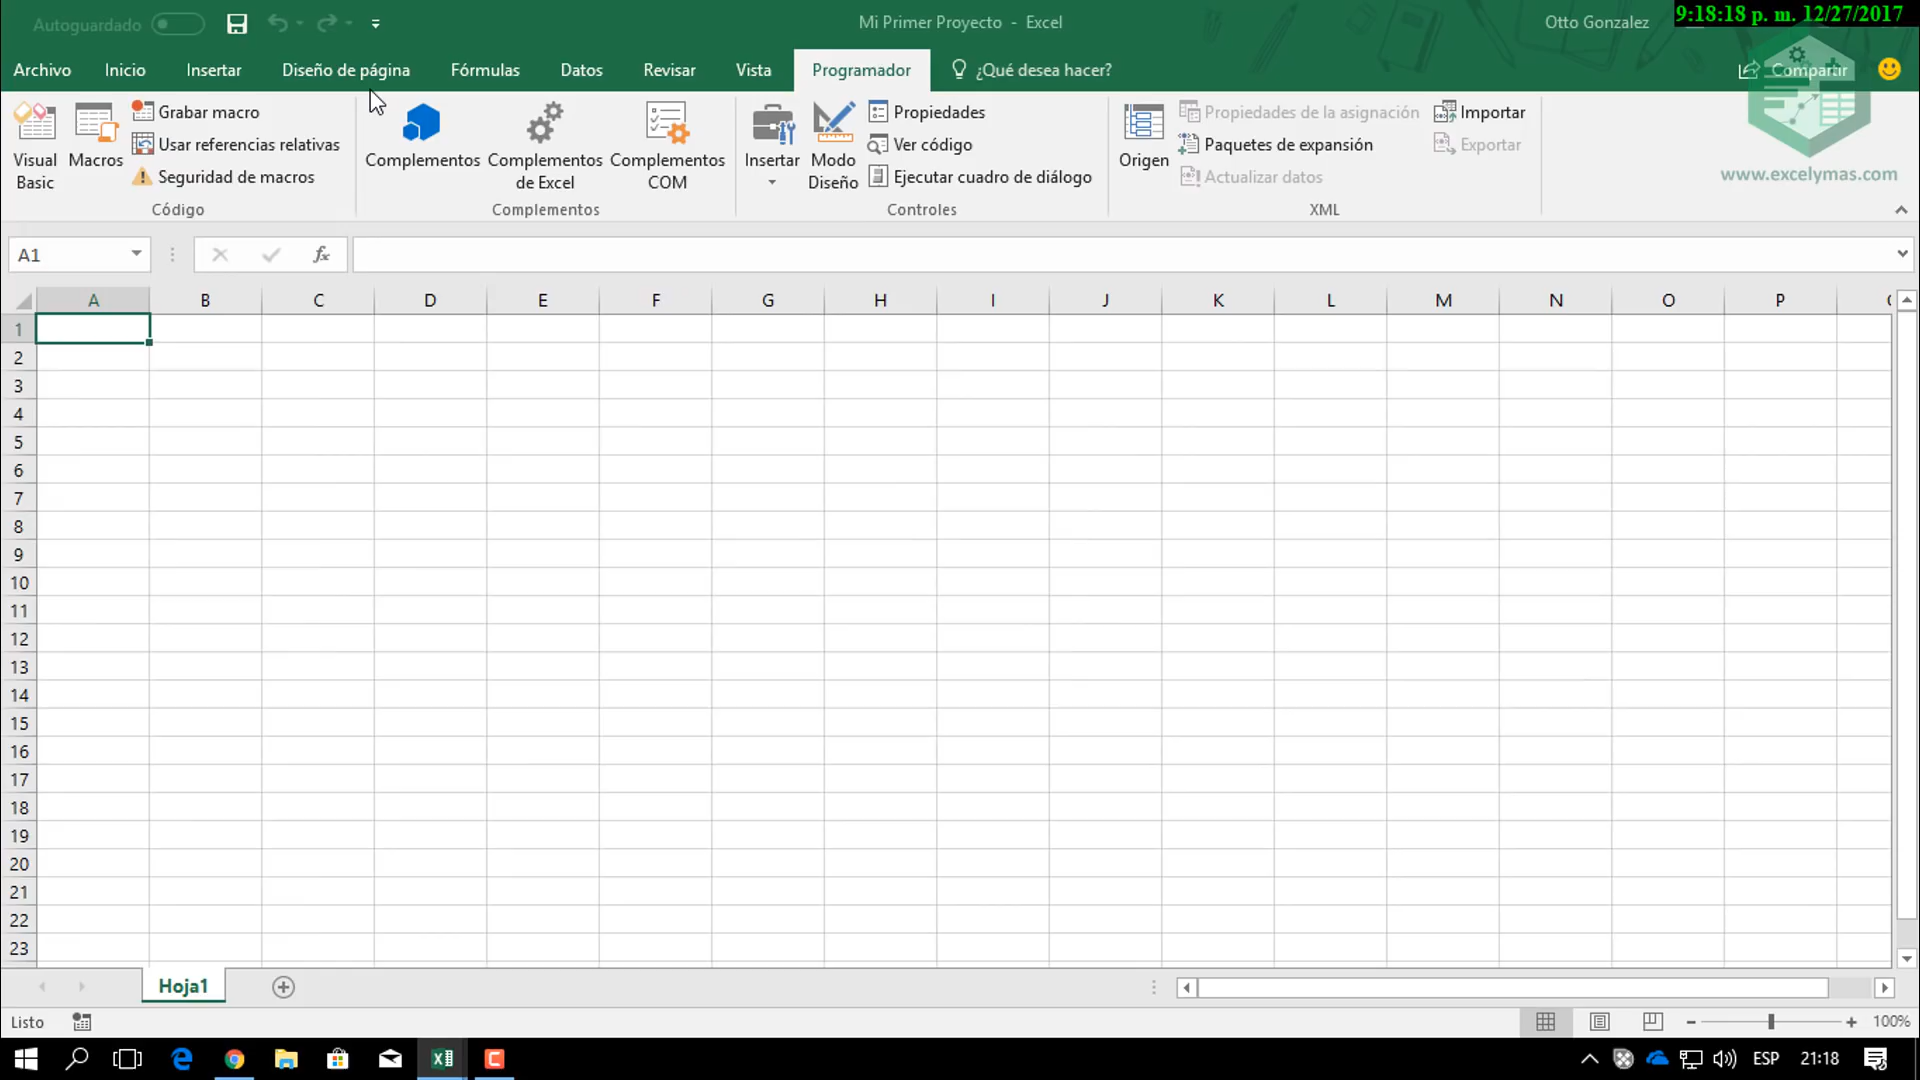 Autoguardado
Mi Primer Proyecto - Excel
Otto Gonzalez
9:18:18 p. m. 12/27/2017
Archivo
Inicio
Insertar
Diseño de página
Fórmulas
Datos
Revisar
Vista
Programador
¿Qué desea hacer?
Compartir
Visual Basic
Macros
Grabar macro
Usar referencias relativas
Seguridad de macros
Código
Complementos
Complementos de Excel
Complementos COM
Complementos
Insertar
Modo Diseño
Propiedades
Ver código
Ejecutar cuadro de diálogo
Controles
Origen
Propiedades de la asignación
Paquetes de expansión
Actualizar datos
Importar
Exportar
XML
www.excelymas.com
A1
fx
A B C D E F G H I J K L M N O P
1
2
3
4
5
6
7
8
9
10
11
12
13
14
15
16
17
18
19
20
21
22
23
Hoja1
Listo
100%
ESP
21:18